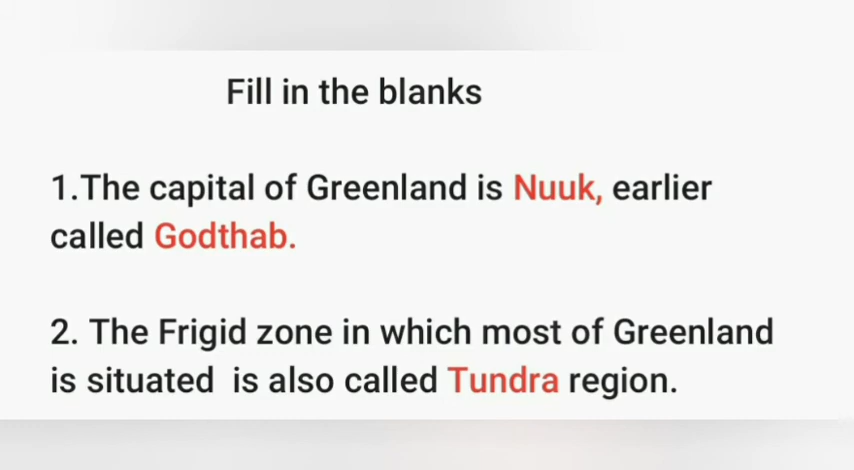 Fill in the blanks
1.The capital of Greenland is Nuuk, earlier
called Godthab.
2. The Frigid zone in which most of Greenland
is situated is also called Tundra region.